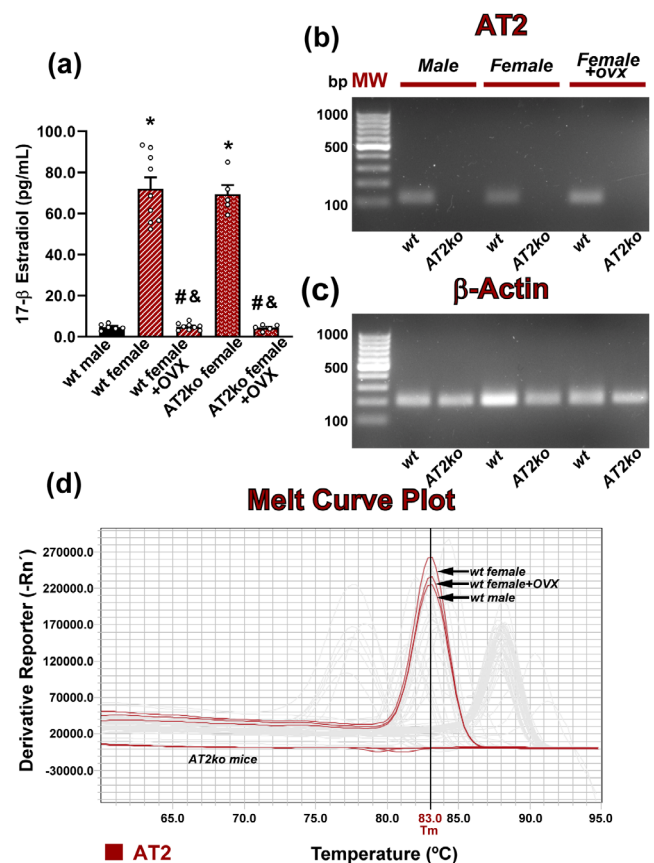 (a)
17-β Estradiol (pg/mL)
100.0
80.0
60.0
40.0
20.0
0.0
*
*
#&
#&
wt male
wt female
wt female
+OVX
AT2ko female
AT2ko female
+OVX
(b)
AT2
bp MW
Male
Female
Female
+ovx
1000
500
100
wt
AT2ko
wt
AT2ko
wt
AT2ko
(c)
β-Actin
1000
500
100
wt
AT2ko
wt
AT2ko
wt
AT2ko
(d)
Melt Curve Plot
Derivative Reporter (-Rn´)
270000.0
220000.0
170000.0
120000.0
70000.0
20000.0
-30000.0
wt female
wt female+OVX
wt male
AT2ko mice
65.0 70.0 75.0 80.0 83.0 85.0 90.0 95.0
Tm
AT2
Temperature (ºC)